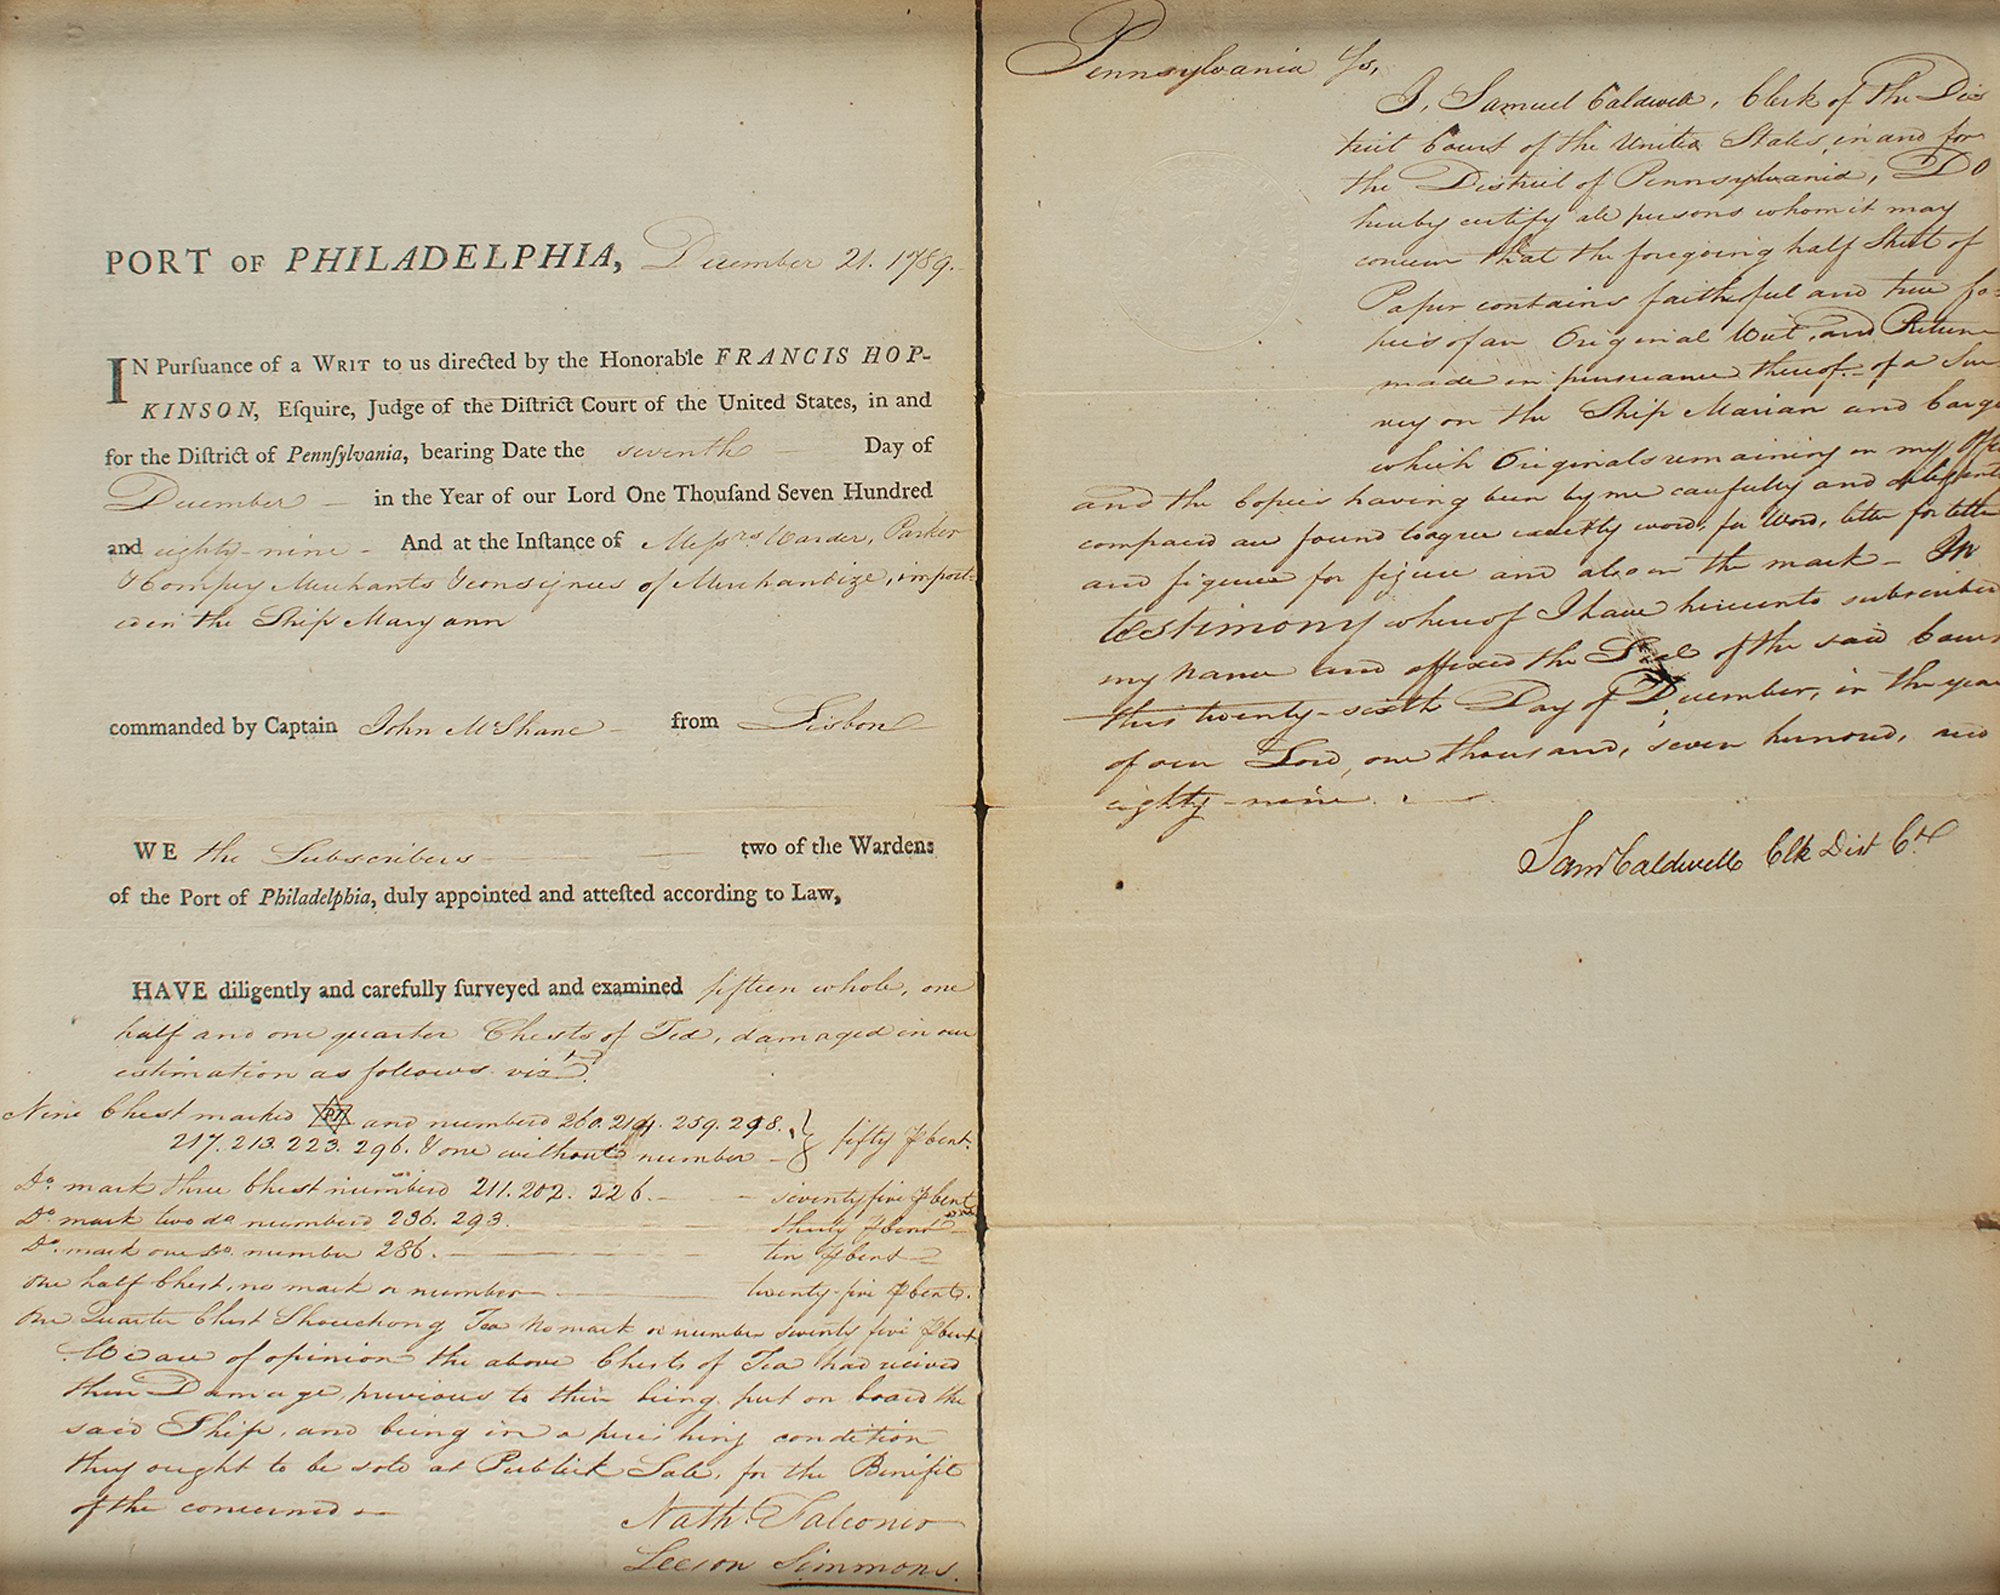 PORT OF PHILADELPHIA, December 21. 1789.
IN Purſuance of a WRIT to us directed by the Honorable FRANCIS HOP-
KINSON, Eſquire, Judge of the Diſtrict Court of the United States, in and
for the Diſtrict of Pennſylvania, bearing Date the seventh Day of
December — in the Year of our Lord One Thouſand Seven Hundred
and eighty-nine - And at the Inſtance of Messrs Warder, Parker
& Compy Merchants & consignees of Merchandize, import-
ed in the Ship Mary ann
commanded by Captain John McShane - from Lisbon
WE the Subscribers two of the Wardens
of the Port of Philadelphia, duly appointed and atteſted according to Law,
HAVE diligently and carefully ſurveyed and examined fifteen whole, one
half and one quarter Chests of Tea, damaged in our
estimation as follows vizt.
Nine Chest marked and numbered 260. 214. 259. 298. } fifty P Cent.
217. 213. 223. 296. & one without number
Do. mark three Chest numbered 211. 202. 226. — seventy five P Cent
Do. mark two do numbered 236. 293. thirty P Cent
Do. mark one do. number 286. — ten P Cent
One half Chest, no mark or number — twenty-five P Cent.
One Quarter Chest Shouchong Tea No mark or number seventy five P Cent
We are of opinion the above Chests of Tea had recived
their Damage previous to their being put on board the
said Ship, and being in a perishing condition
they ought to be sold at Publick Sale, for the Benefit
of the concerned —
Nathl. Falconer
Leeson Simmons.
Pennsylvania Ss,
I, Samuel Caldwell, Clerk of the Dis
trict Court of the United States, in and for
the District of Pennsylvania, DO
hereby certify all persons whom it may
concern that the foregoing half Sheet of
Paper contains faithful and true Co-
pies of an Original Writ, and Return
made in pursuance thereof - of a Sur-
vey on the Ship Marian and Cargo
which Originals remaining in my Office
and the Copies having been by me carefully and diligently
compared are found to agree exactly word, for Word, letter for letter
and figure for figure and also in the mark - In
testimony whereof I have hereunto subscribed
my name and affixed the Seal of the said Court
this twenty-sixth Day of December, in the year
of our Lord, one thousand, seven hundred, and
eighty-nine. —
Saml Caldwell Clk Dist Ct